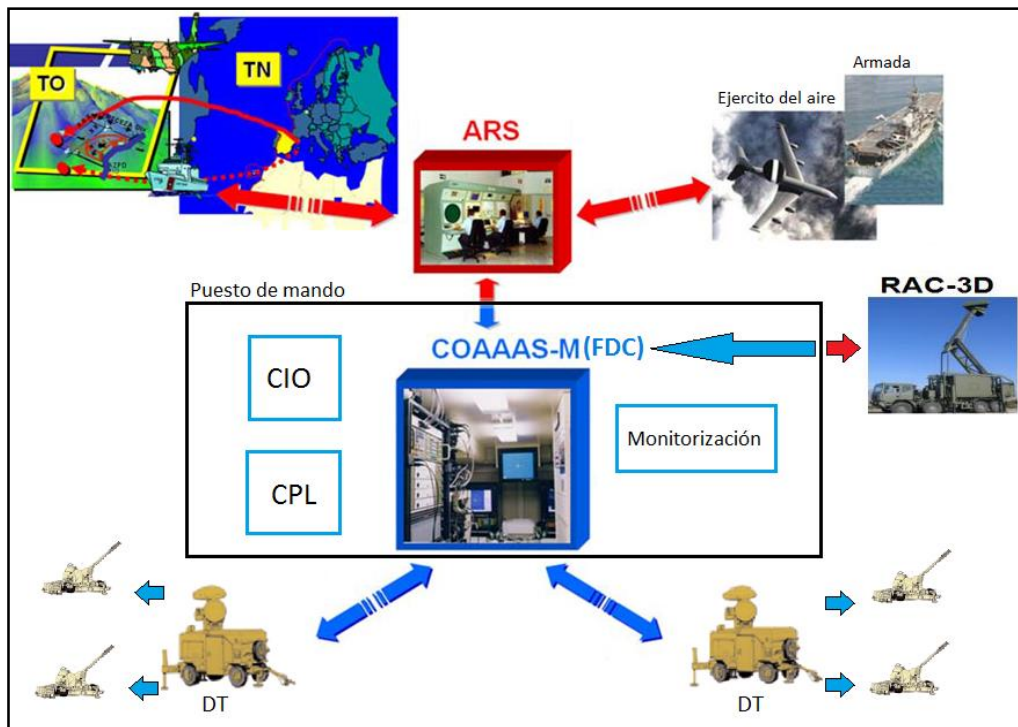 TO
TN
ARS
Ejercito del aire
Armada
Puesto de mando
RAC-3D
COAAAS-M(FDC)
CIO
Monitorización
CPL
DT
DT